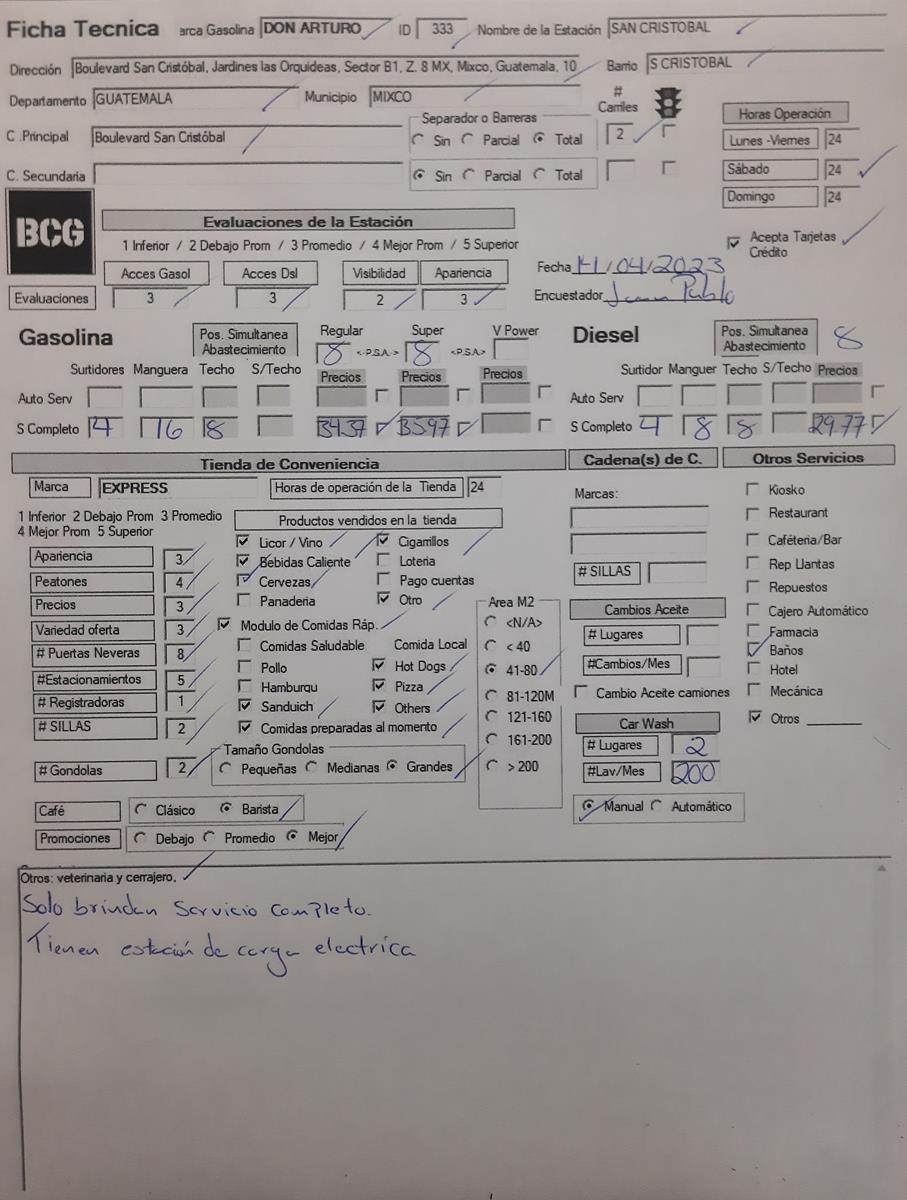 Ficha Tecnica arca Gasolina DON ARTURO ID 333 Nombre de la Estación SAN CRISTOBAL
Dirección Boulevard San Cristóbal, Jardines las Orquideas, Sector B1, Z. 8 MX, Mixco, Guatemala, 10 Barrio S CRISTOBAL
Departamento GUATEMALA Municipio MIXCO # Carriles
C .Principal Boulevard San Cristóbal Separador o Barreras Sin Parcial Total 2
C. Secundaria Sin Parcial Total
Horas Operación
Lunes -Viernes 24
Sábado 24
Domingo 24
BCG
Evaluaciones de la Estación
1 Inferior / 2 Debajo Prom / 3 Promedio / 4 Mejor Prom / 5 Superior
Acepta Tarjetas Crédito
Acces Gasol Acces Dsl Visibilidad Apariencia
Evaluaciones 3 3 2 3
Fecha 14/04/2023
Encuestador Juan Pablo
Gasolina Pos. Simultanea Abastecimiento Regular 8 <-P.S.A.-> Super 8 <-P.S.A.> V Power
Surtidores Manguera Techo S/Techo Precios Precios Precios
Auto Serv
S Completo 4 16 8 34.37 35.97
Diesel Pos. Simultanea Abastecimiento 8
Surtidor Manguer Techo S/Techo Precios
Auto Serv
S Completo 4 8 8 29.77
Tienda de Conveniencia
Marca EXPRESS Horas de operación de la Tienda 24
1 Inferior 2 Debajo Prom 3 Promedio
4 Mejor Prom 5 Superior
Apariencia 3
Peatones 4
Precios 3
Variedad oferta 3
# Puertas Neveras 8
#Estacionamientos 5
# Registradoras 1
# SILLAS 2
# Gondolas 2
Productos vendidos en la tienda
Licor / Vino Cigarrillos
Bebidas Caliente Loteria
Cervezas Pago cuentas
Panaderia Otro
Modulo de Comidas Ráp.
Comidas Saludable Comida Local
Pollo Hot Dogs
Hamburqu Pizza
Sanduich Others
Comidas preparadas al momento
Tamaño Gondolas
Pequeñas Medianas Grandes
Area M2
<N/A>
< 40
41-80
81-120M
121-160
161-200
> 200
Café Clásico Barista
Promociones Debajo Promedio Mejor
Cadena(s) de C.
Marcas:
# SILLAS
Cambios Aceite
# Lugares
#Cambios/Mes
Cambio Aceite camiones
Car Wash
# Lugares 2
#Lav/Mes 200
Manual Automático
Otros Servicios
Kiosko
Restaurant
Caféteria/Bar
Rep Llantas
Repuestos
Cajero Automático
Farmacia
Baños
Hotel
Mecánica
Otros
Otros: veterinaria y cerrajero.
Solo brindan Servicio completo.
Tienen estación de carga electrica